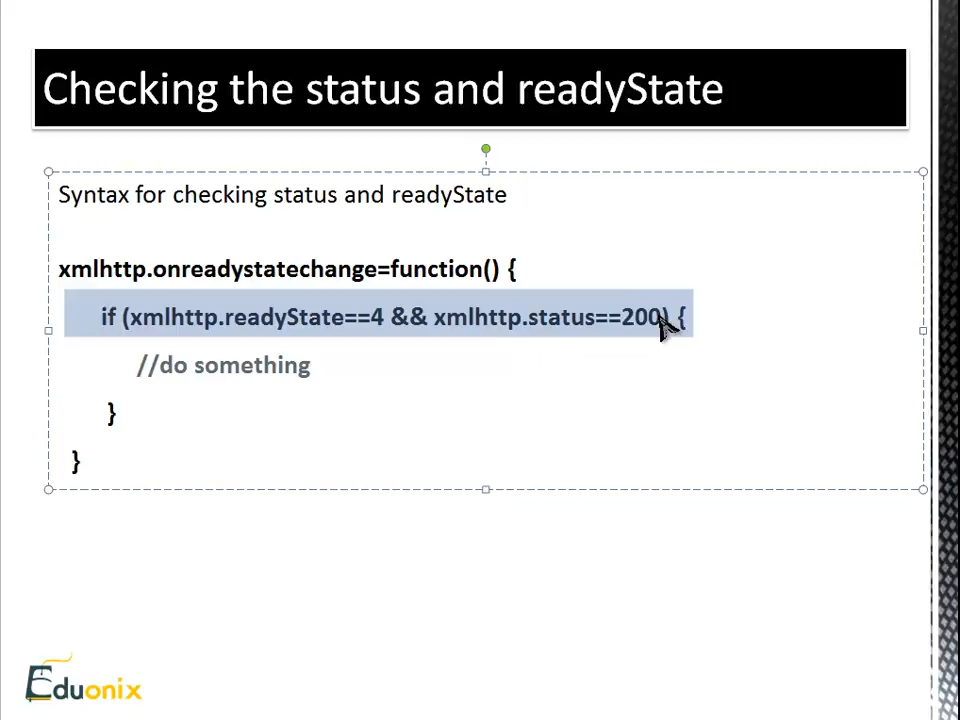 Checking the status and readyState
Syntax for checking status and readyState
xmlhttp.onreadystatechange=function() {
if (xmlhttp.readyState==4 && xmlhttp.status==200) {
//do something
}
}
Eduonix